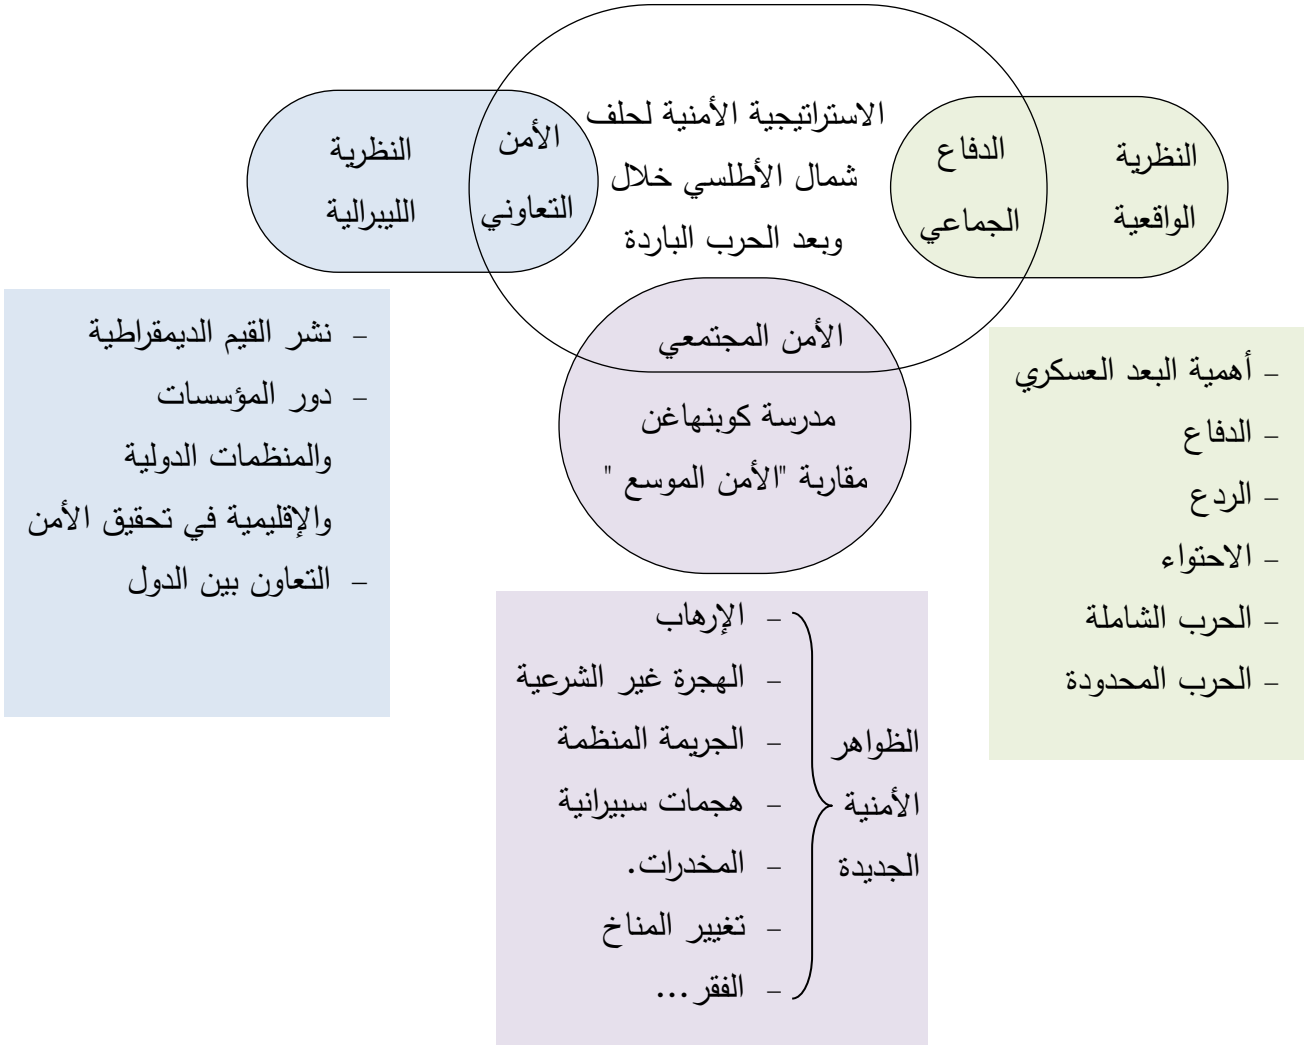 الاستراتيجية الأمنية لحلف
شمال الأطلسي خلال
وبعد الحرب الباردة
النظرية
الواقعية
الدفاع
الجماعي
الأمن
التعاوني
النظرية
الليبرالية
الأمن المجتمعي
مدرسة كوبنهاغن
مقاربة "الأمن الموسع "
- أهمية البعد العسكري
- الدفاع
- الردع
- الاحتواء
- الحرب الشاملة
- الحرب المحدودة
- نشر القيم الديمقراطية
- دور المؤسسات
والمنظمات الدولية
والإقليمية في تحقيق الأمن
- التعاون بين الدول
الظواهر
الأمنية
الجديدة
- الإرهاب
- الهجرة غير الشرعية
- الجريمة المنظمة
- هجمات سبيرانية
- المخدرات.
- تغيير المناخ
- الفقر...